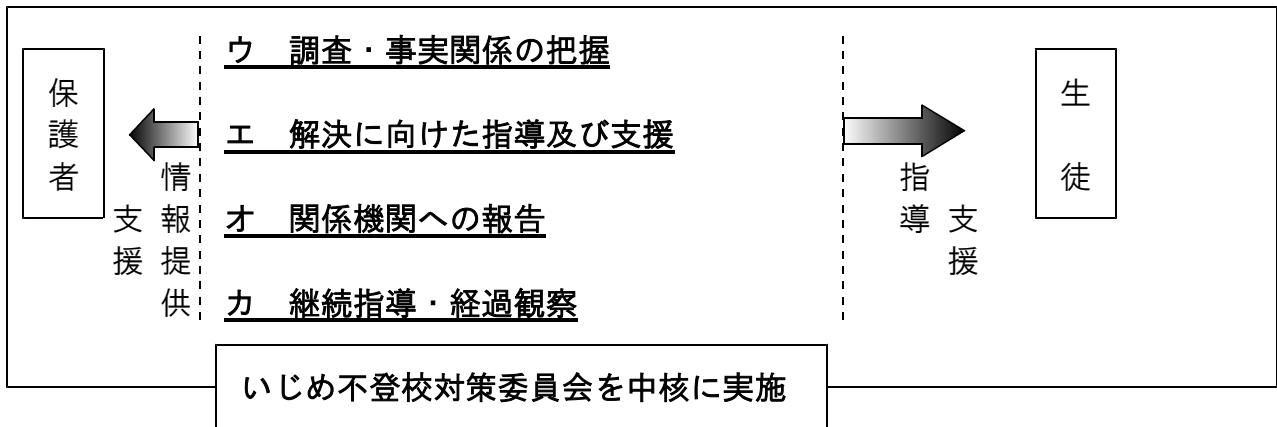 保護者
情報提供
支援
ウ　調査・事実関係の把握
エ　解決に向けた指導及び支援
オ　関係機関への報告
カ　継続指導・経過観察
指導
支援
生徒
いじめ不登校対策委員会を中核に実施